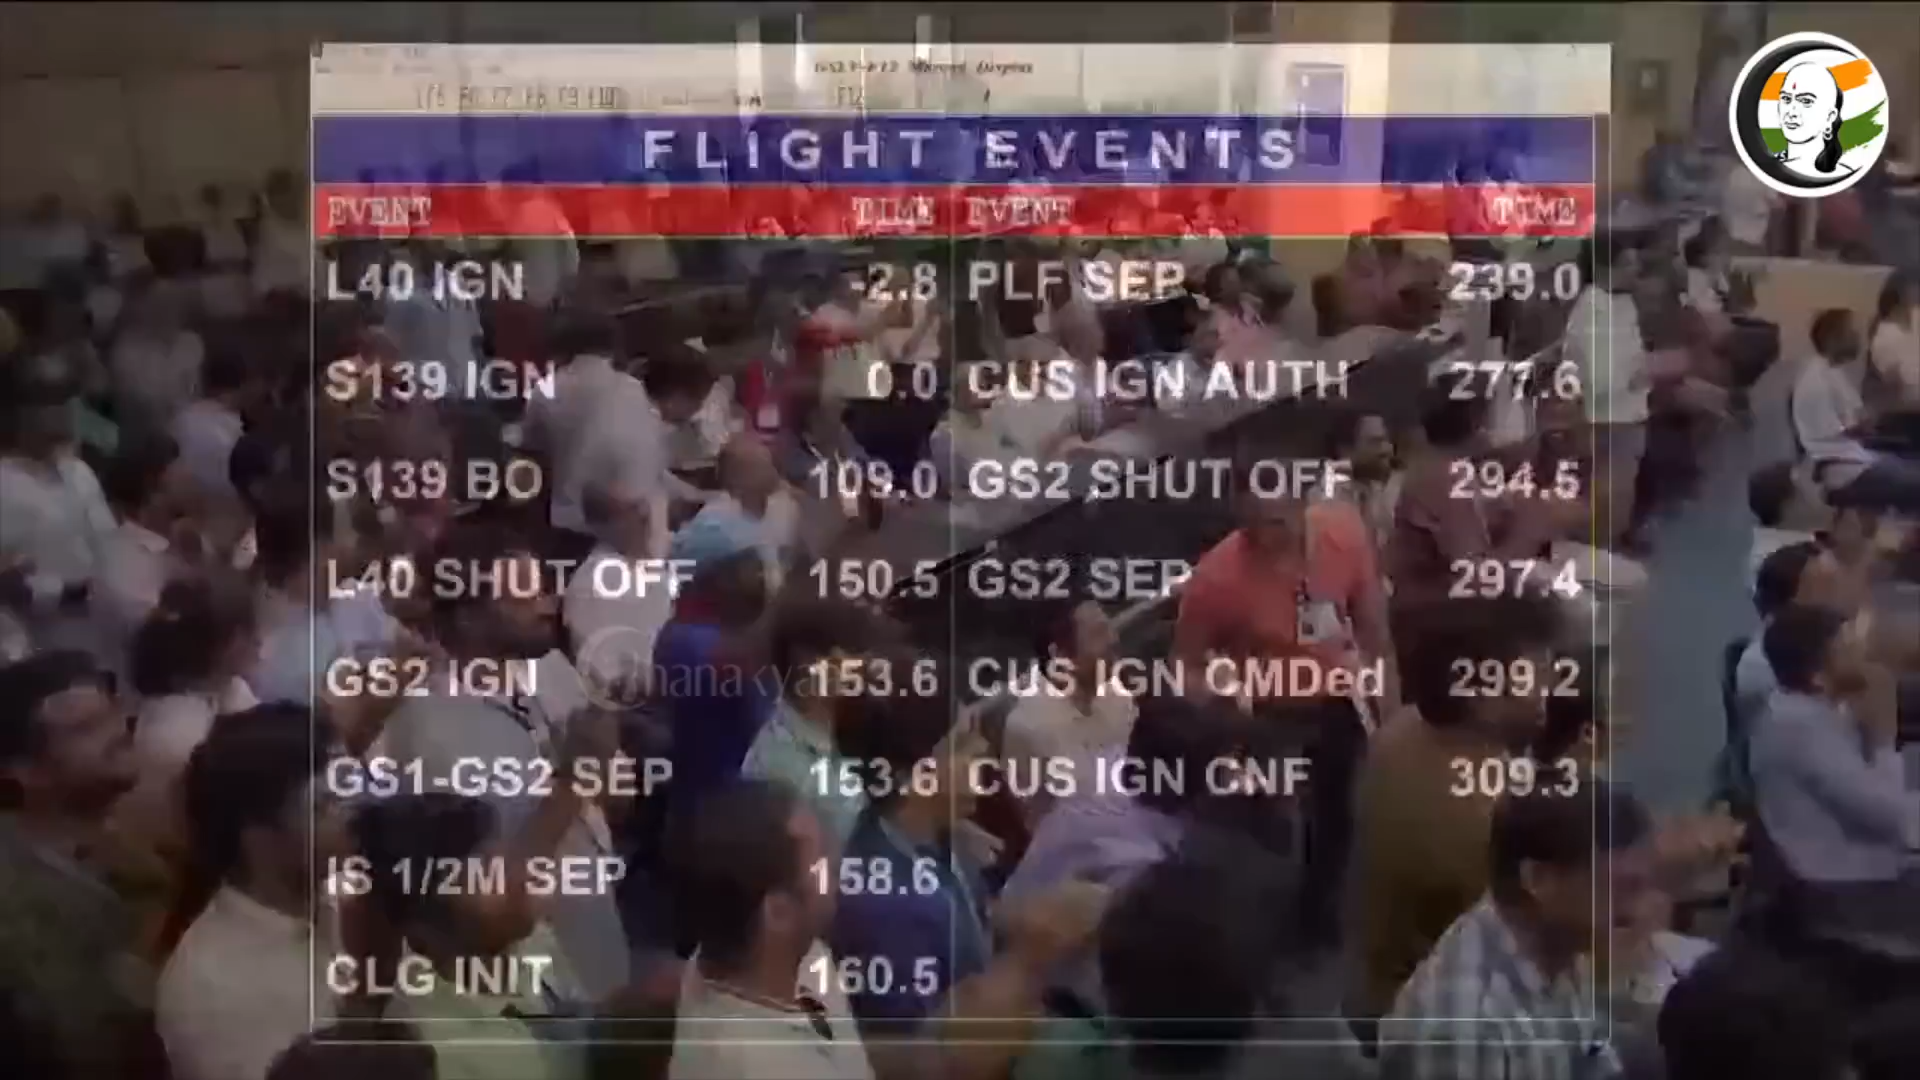 FLIGHT EVENTS
EVENT TIME EVENT TIME
L40 IGN -2.8 PLF SEP 239.0
S139 IGN 0.0 CUS IGN AUTH 277.6
S139 BO 109.0 GS2 SHUT OFF 294.5
L40 SHUT OFF 150.5 GS2 SEP 297.4
GS2 IGN 153.6 CUS IGN CMDed 299.2
GS1-GS2 SEP 153.6 CUS IGN CNF 309.3
IS 1/2M SEP 158.6
CLG INIT 160.5